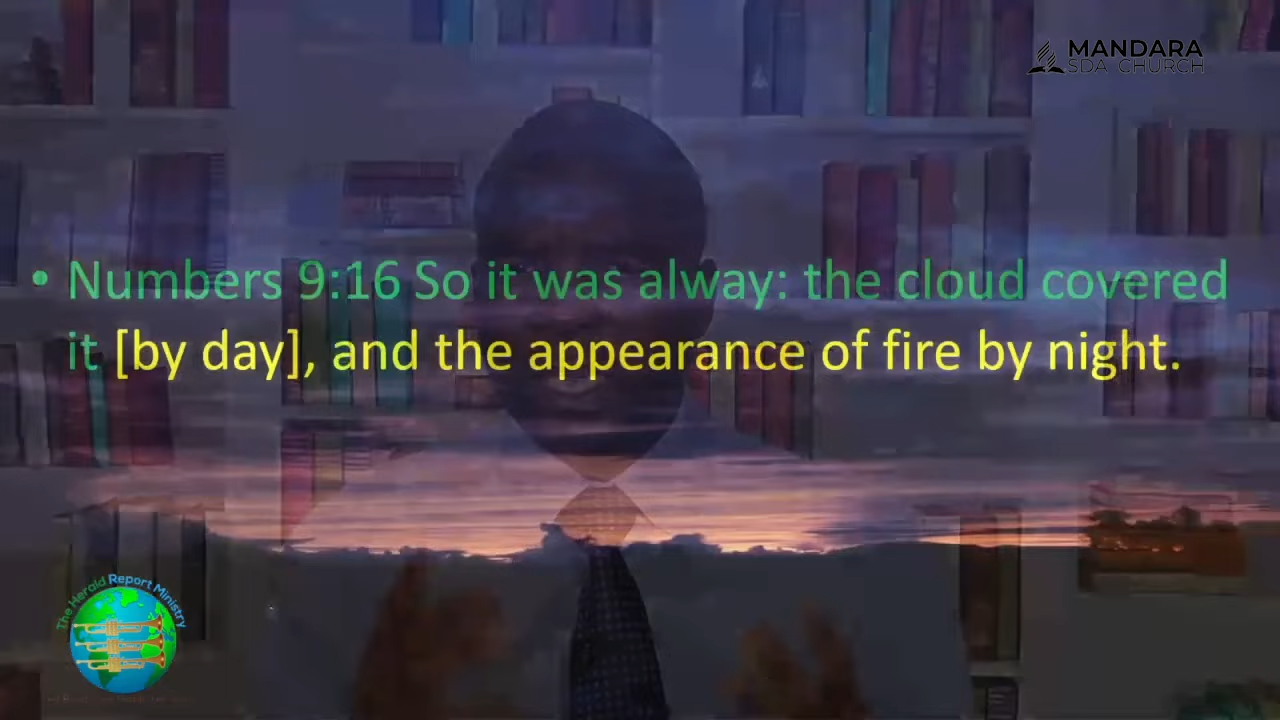 MANDARA
SDA CHURCH
• Numbers 9:16 So it was alway: the cloud covered
it [by day], and the appearance of fire by night.
The Herald Report Ministry